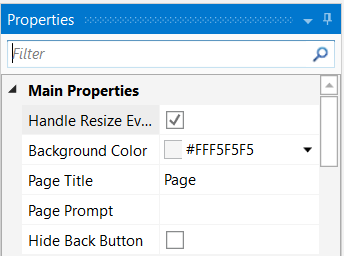 Properties
Filter
Main Properties
Handle Resize Ev...
Background Color #FFF5F5F5
Page Title Page
Page Prompt
Hide Back Button